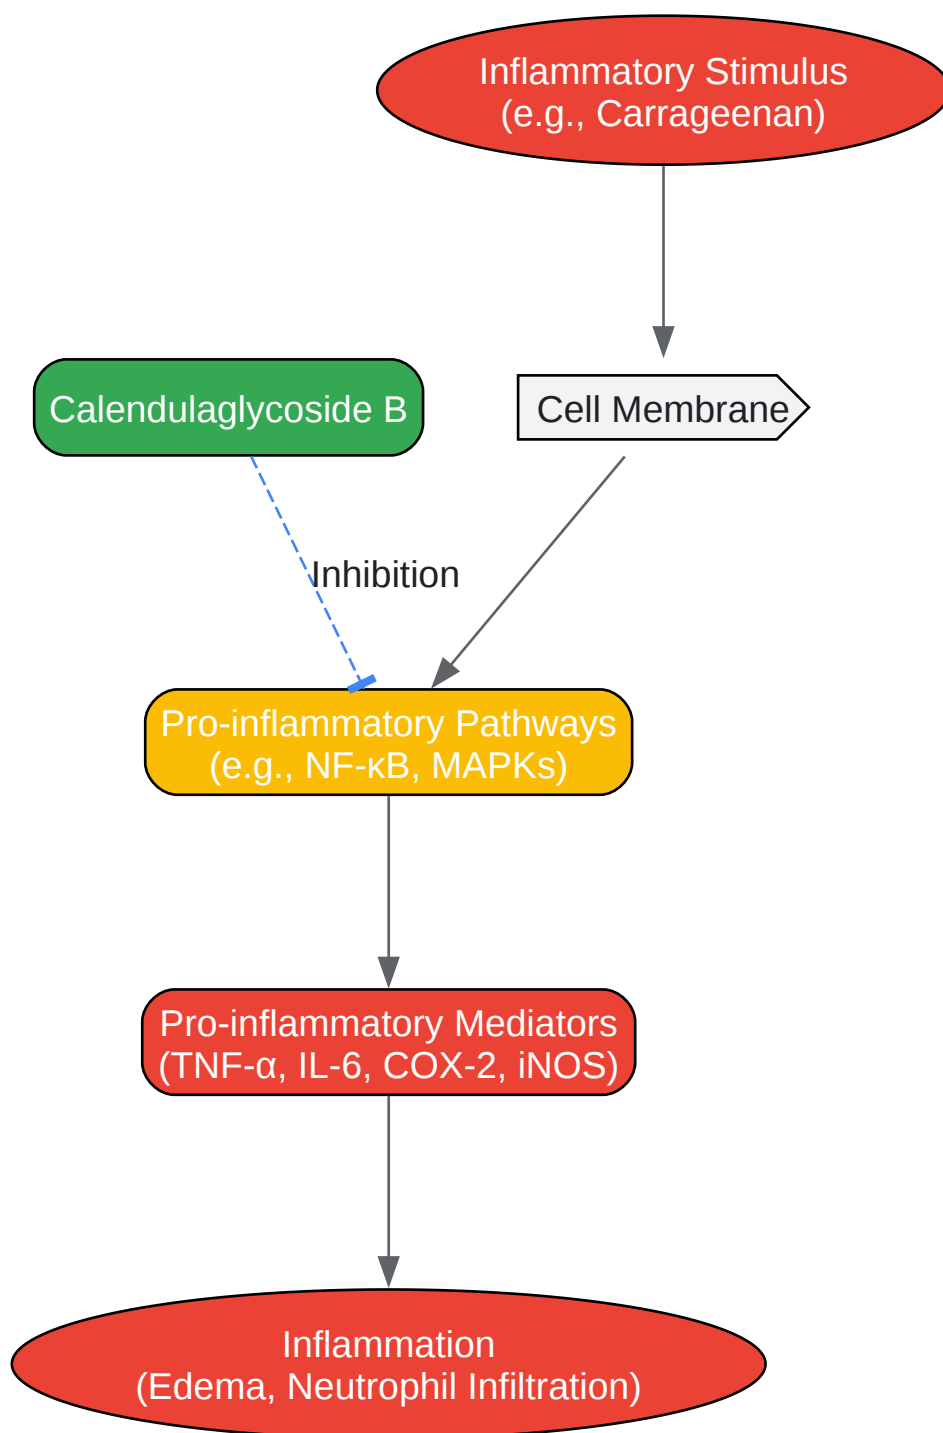 Inflammatory Stimulus
(e.g., Carrageenan)
Calendulaglycoside B
Cell Membrane
Inhibition
Pro-inflammatory Pathways
(e.g., NF-κB, MAPKs)
Pro-inflammatory Mediators
(TNF-α, IL-6, COX-2, iNOS)
Inflammation
(Edema, Neutrophil Infiltration)